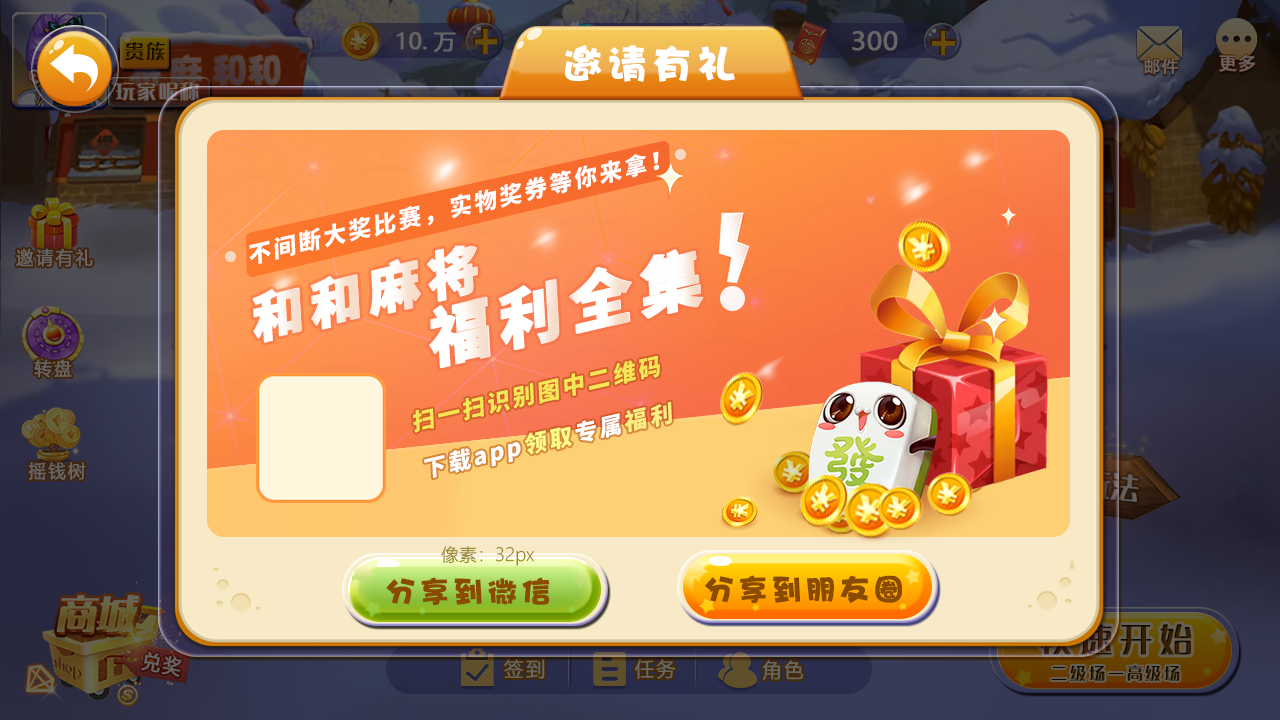 贵族
玩家昵称
10.万
300
邮件
更多
邀请有礼
不间断大奖比赛，实物奖券等你来拿！
和和麻将
福利全集！
扫一扫识别图中二维码
下载app领取专属福利
發
邀请有礼
转盘
摇钱树
像素：32px
分享到微信
分享到朋友圈
商城
shop
兑奖
签到
任务
角色
快速开始
二级场—高级场